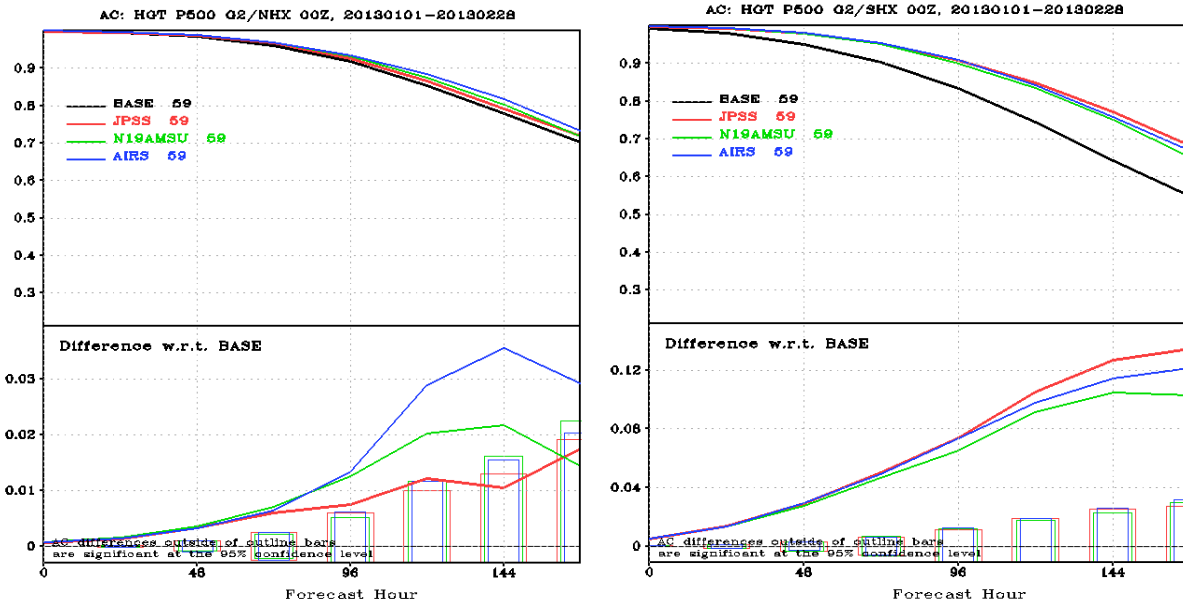 AC: HGT P500 G2/NHX 00Z, 20130101-20130228
0.9
0.8
0.7
0.6
0.5
0.4
0.3
BASE 59
JPSS 59
N19AMSU 59
AIRS 59
Difference w.r.t. BASE
0.03
0.02
0.01
0
AC differences outside of outline bars
are significant at the 95% confidence level
0
48
96
144
Forecast Hour
AC: HGT P500 G2/SHX 00Z, 20130101-20130228
0.9
0.8
0.7
0.6
0.5
0.4
0.3
BASE 59
JPSS 59
N19AMSU 59
AIRS 59
Difference w.r.t. BASE
0.12
0.08
0.04
0
AC differences outside of outline bars
are significant at the 95% confidence level
0
48
96
144
Forecast Hour